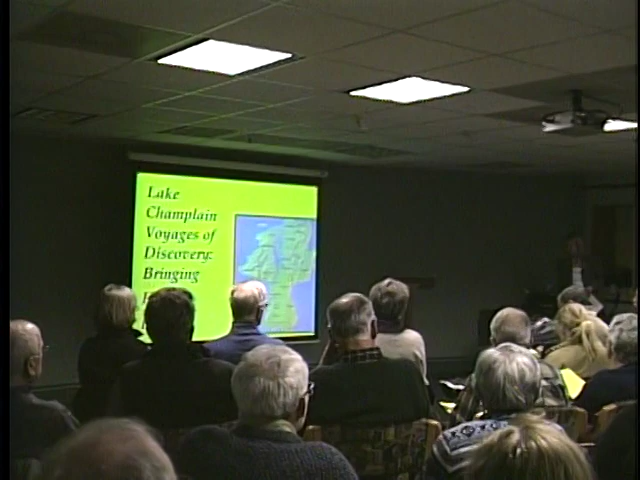 Lake
Champlain
Voyages of
Discovery:
Bringing